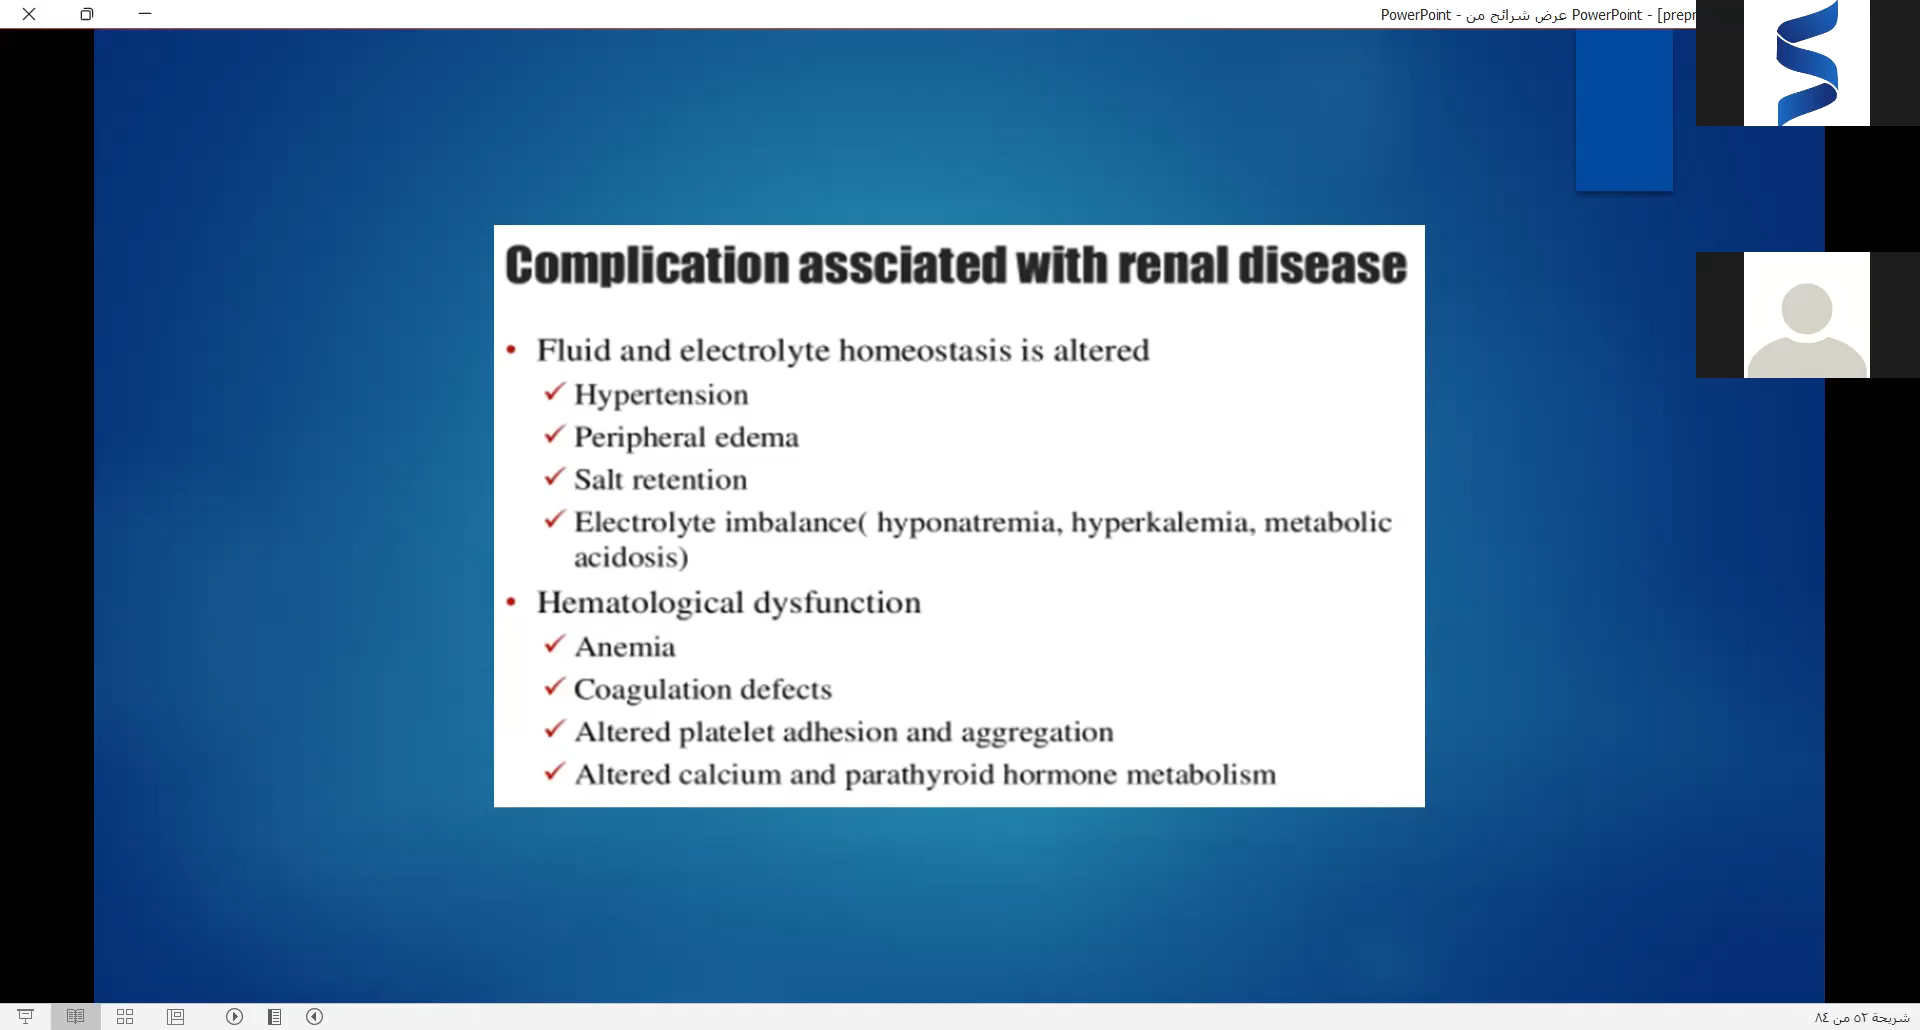 PowerPoint - عرض شرائح من PowerPoint - [prepr
Complication assciated with renal disease
• Fluid and electrolyte homeostasis is altered
✓ Hypertension
✓ Peripheral edema
✓ Salt retention
✓ Electrolyte imbalance( hyponatremia, hyperkalemia, metabolic
acidosis)
• Hematological dysfunction
✓ Anemia
✓ Coagulation defects
✓ Altered platelet adhesion and aggregation
✓ Altered calcium and parathyroid hormone metabolism
شريحة ٥٢ من ٨٤